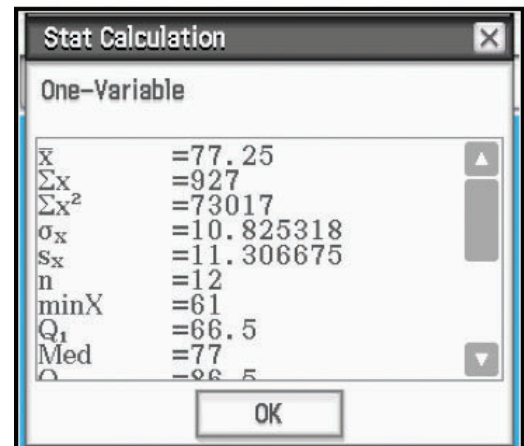 Stat Calculation
One-Variable
x̄ =77.25
Σx =927
Σx² =73017
σx =10.825318
sx =11.306675
n =12
minX =61
Q₁ =66.5
Med =77
OK